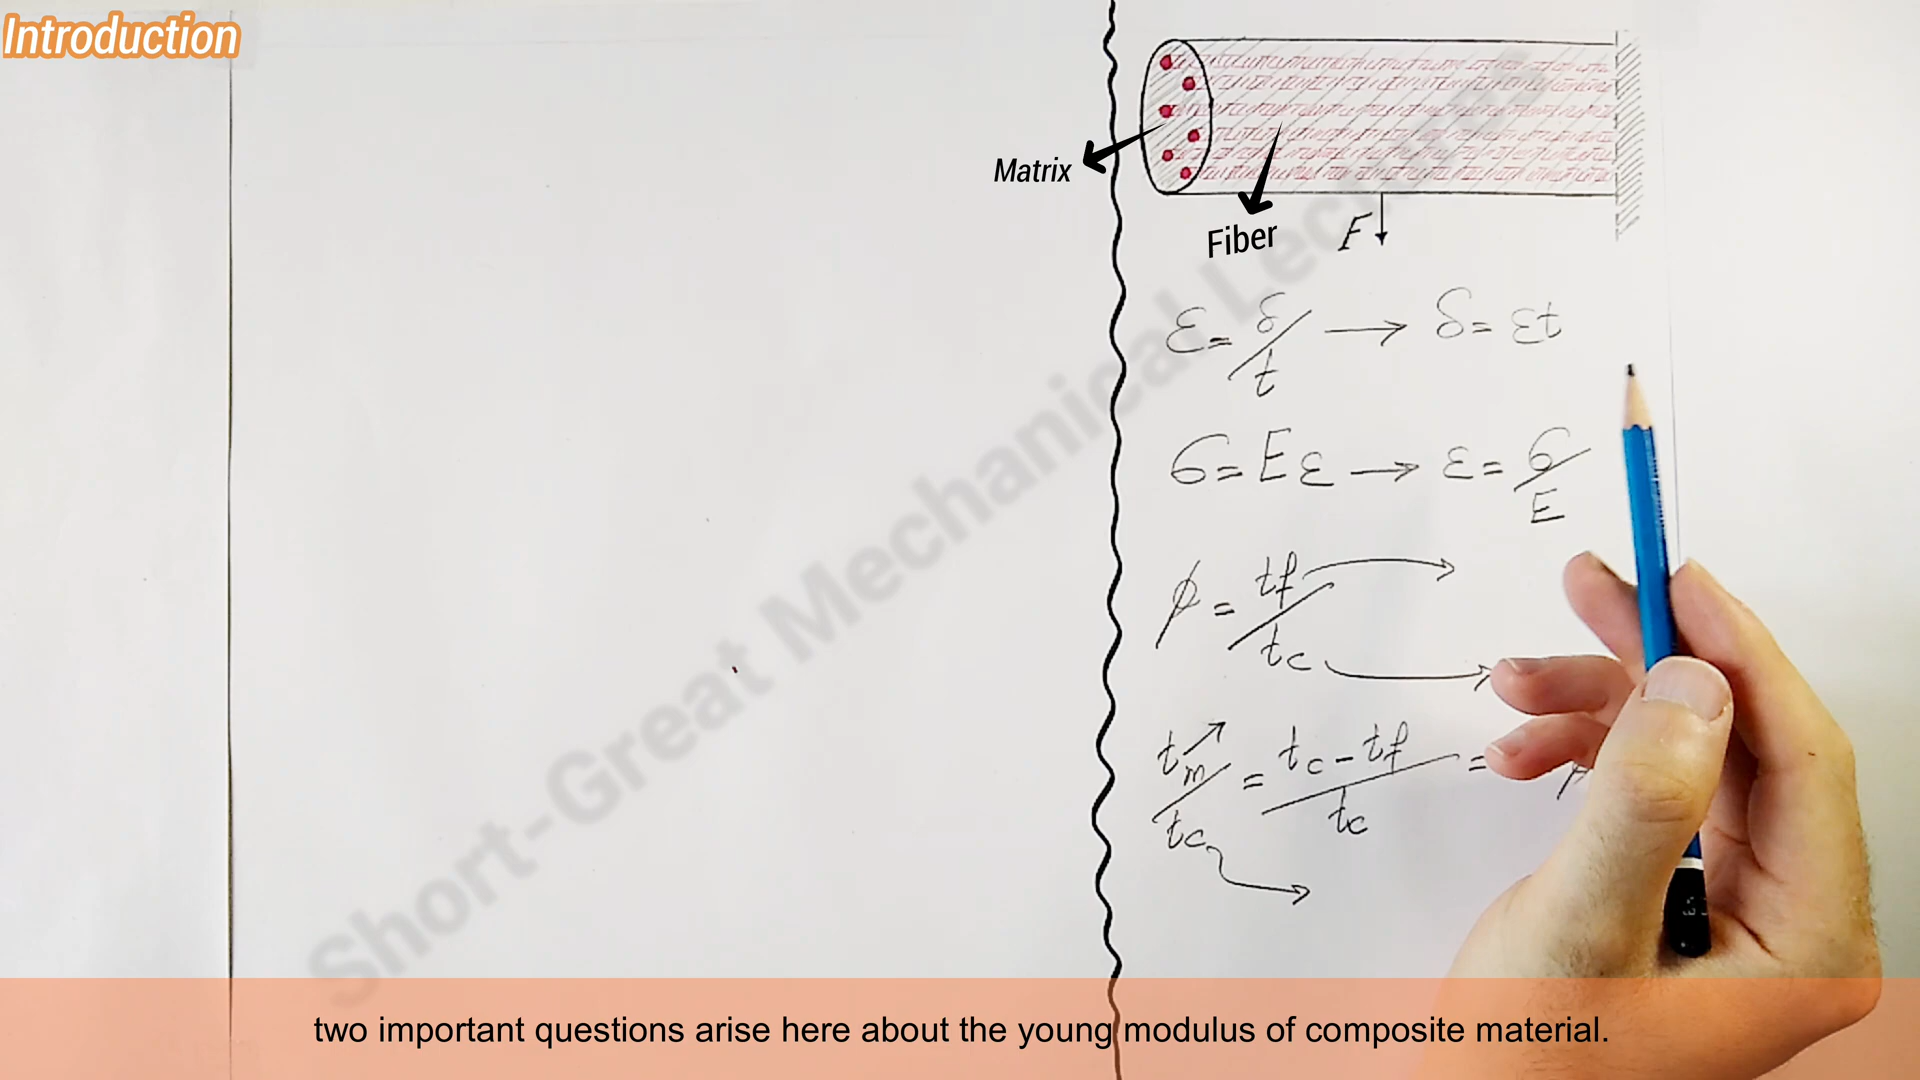 Introduction
Matrix
Fiber
F
ε = δ/t → δ = εt
σ = Eε → ε = σ/E
φ = tf/tc
tm/tc = tc - tf/tc =
Short-Great Mechanical Lectures
two important questions arise here about the young modulus of composite material.